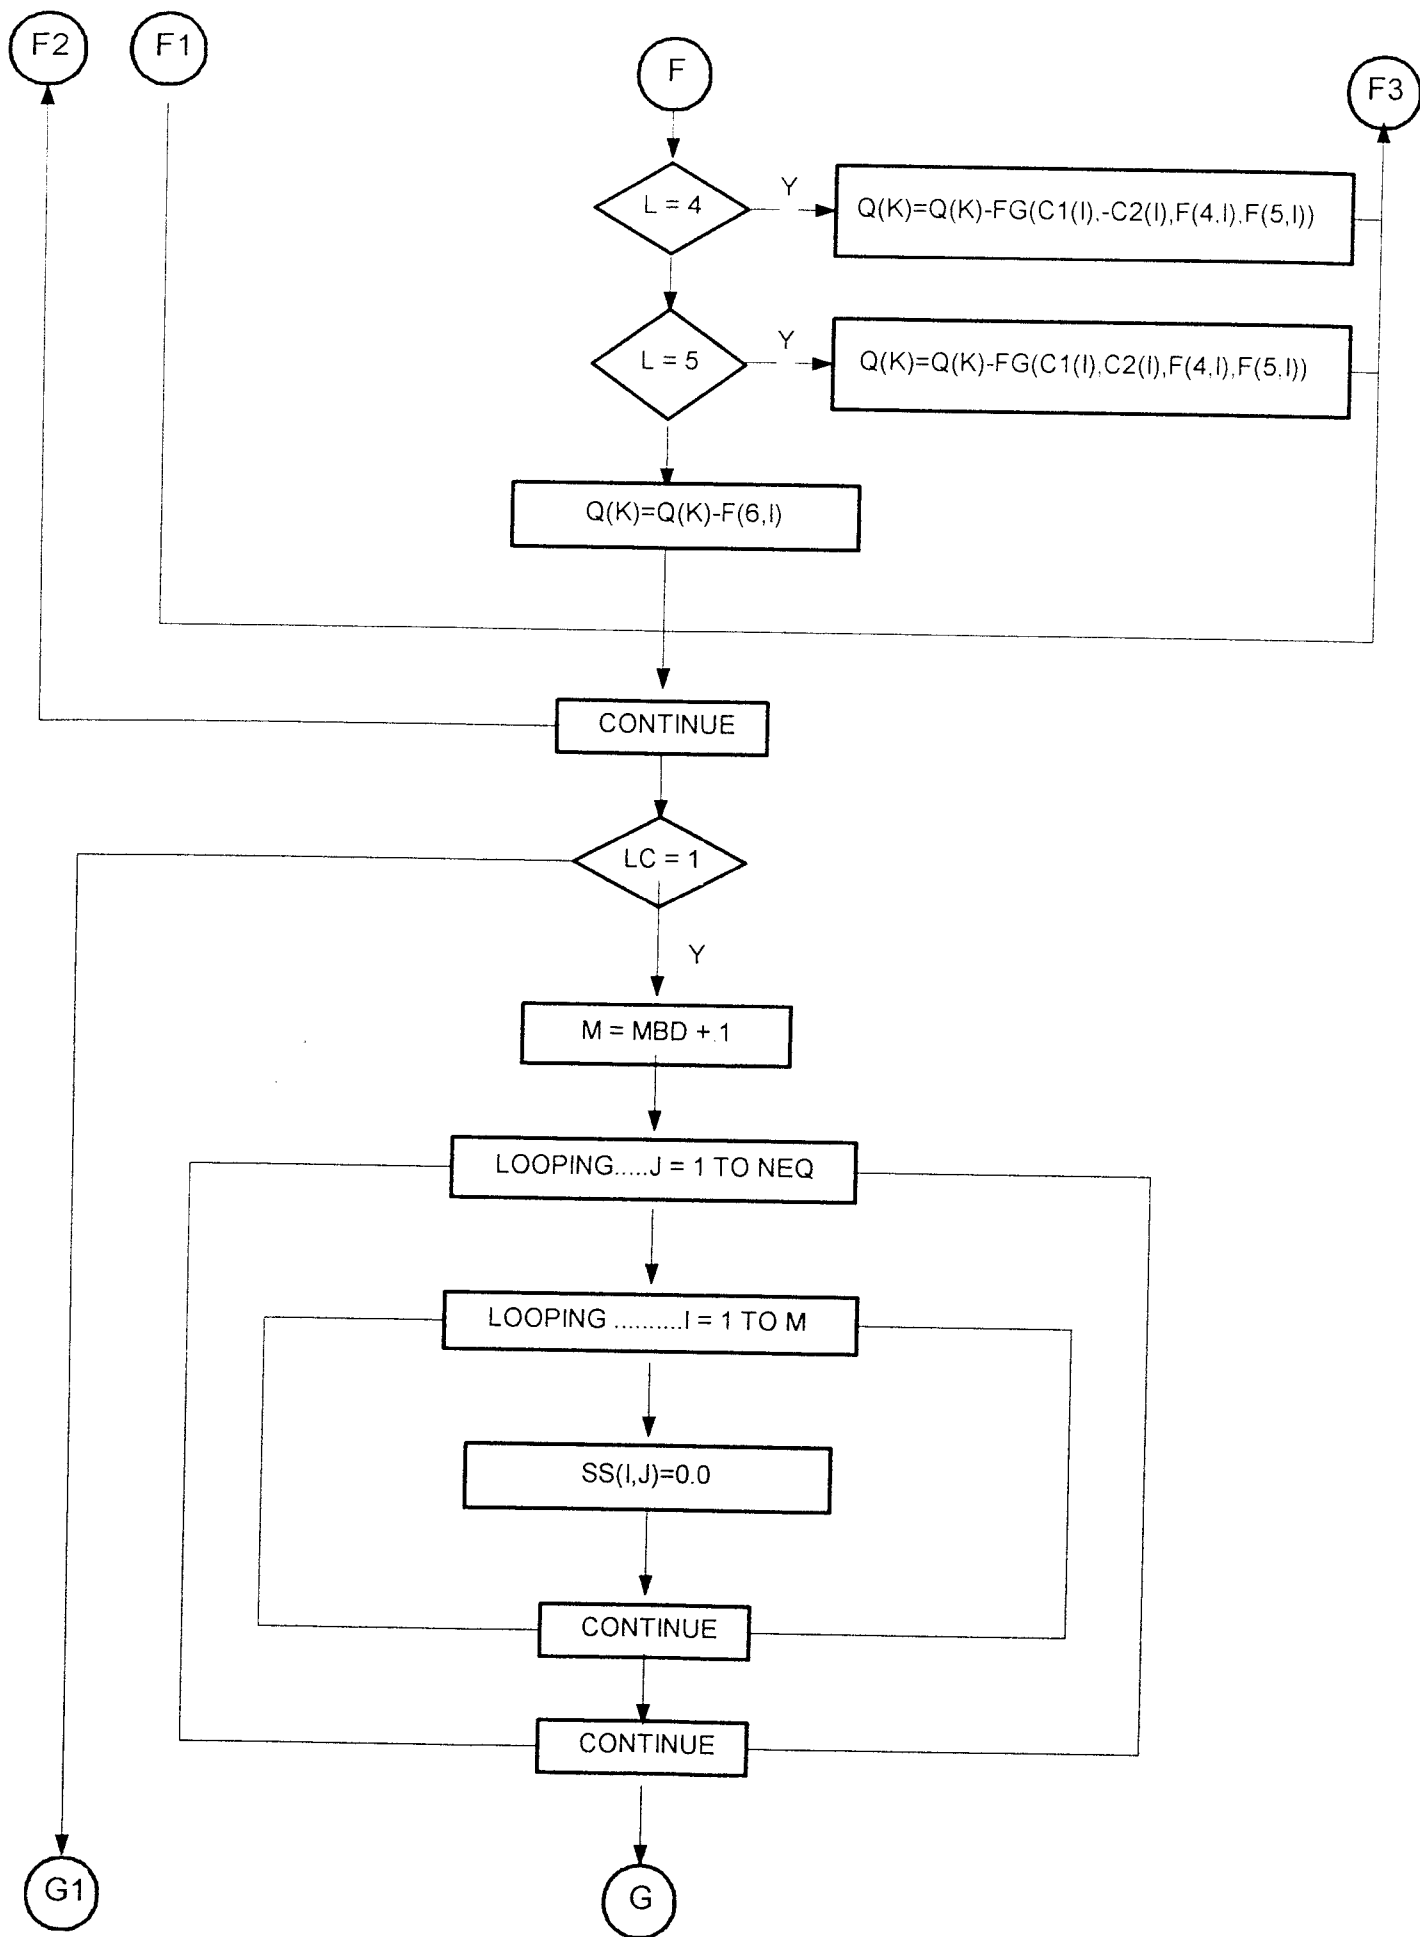 F2
F1
F
F3
L = 4
Y
Q(K)=Q(K)-FG(C1(I),-C2(I),F(4,I),F(5,I))
L = 5
Y
Q(K)=Q(K)-FG(C1(I),C2(I),F(4,I),F(5,I))
Q(K)=Q(K)-F(6,I)
CONTINUE
LC = 1
Y
M = MBD + 1
LOOPING.....J = 1 TO NEQ
LOOPING ..........I = 1 TO M
SS(I,J)=0.0
CONTINUE
CONTINUE
G1
G